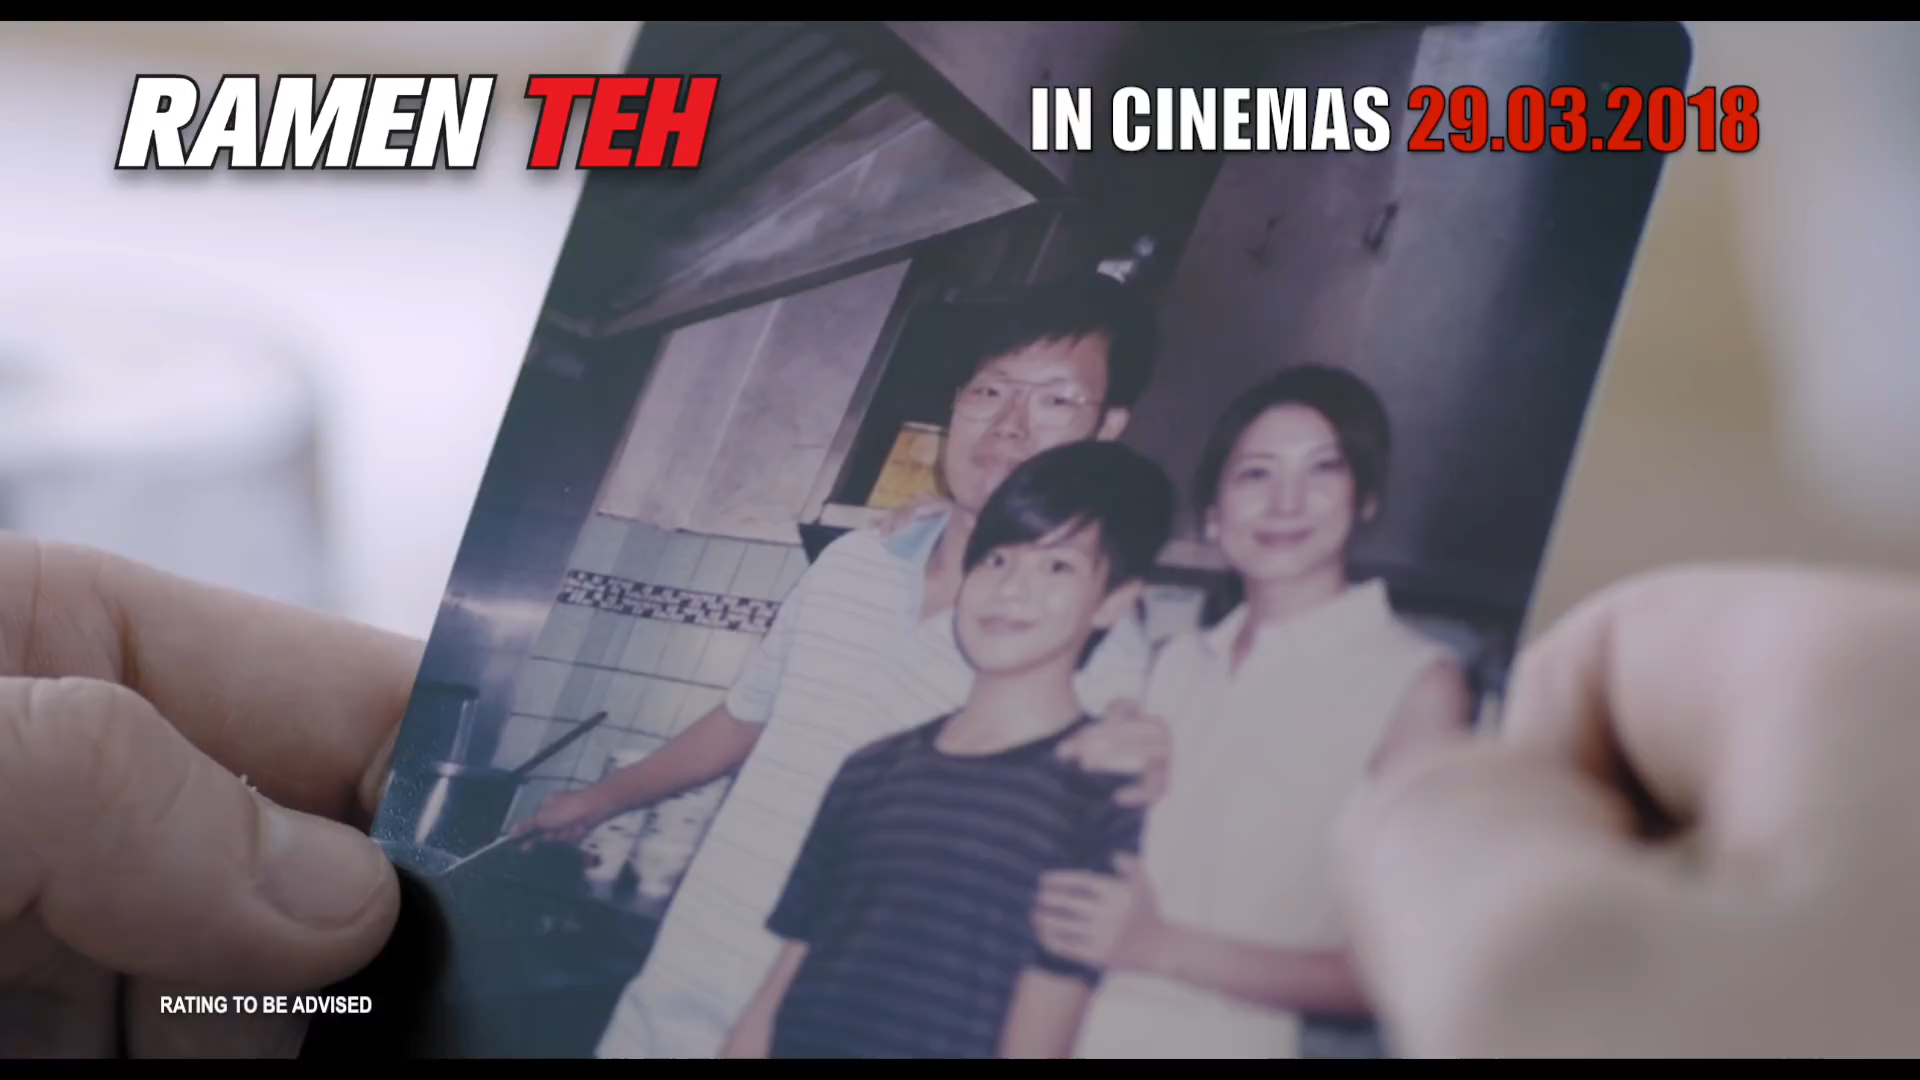 RAMEN TEH
IN CINEMAS 29.03.2018
RATING TO BE ADVISED